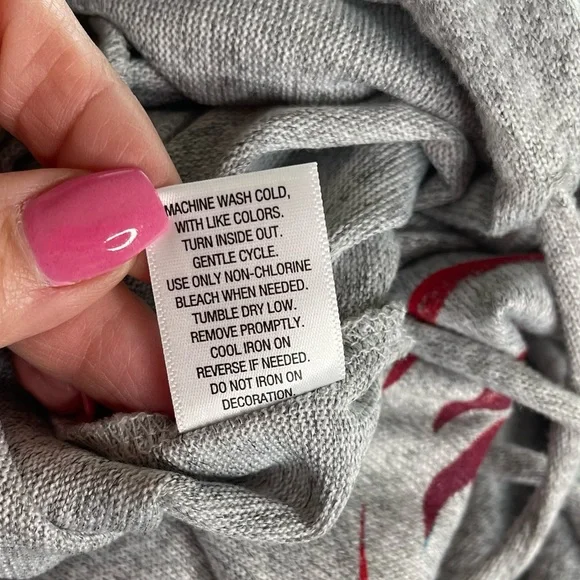 MACHINE WASH COLD,
WITH LIKE COLORS.
TURN INSIDE OUT.
GENTLE CYCLE.
USE ONLY NON-CHLORINE
BLEACH WHEN NEEDED.
TUMBLE DRY LOW.
REMOVE PROMPTLY.
COOL IRON ON
REVERSE IF NEEDED.
DO NOT IRON ON
DECORATION.